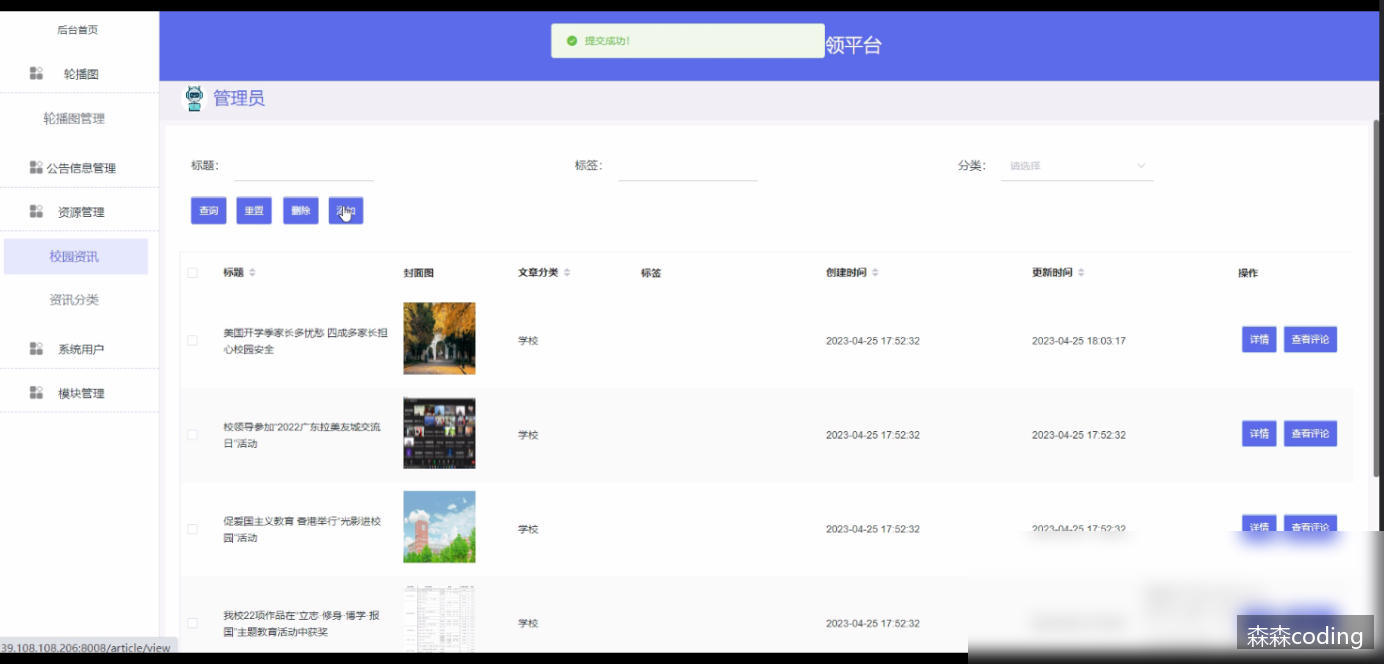 后台首页
提交成功!
领平台
轮播图
管理员
轮播图管理
公告信息管理
标题:
标签:
分类:
请选择
资源管理
查询
重置
删除
校园资讯
标题
封面图
文章分类
标签
创建时间
更新时间
操作
资讯分类
系统用户
模块管理
美国开学季家长多忧愁 四成多家长担
心校园安全
学校
2023-04-25 17:52:32
2023-04-25 18:03:17
详情
查看评论
校领导参加"2022广东拉美友城交流
日"活动
学校
2023-04-25 17:52:32
2023-04-25 17:52:32
详情
查看评论
促爱国主义教育 香港举行"光影进校
园"活动
学校
2023-04-25 17:52:32
2023-04-25 17:52:32
详情
查看评论
我校22项作品在"立志·修身·博学·报
国"主题教育活动中获奖
学校
2023-04-25 17:52:32
森森coding
39.108.108.206:8008/article/view